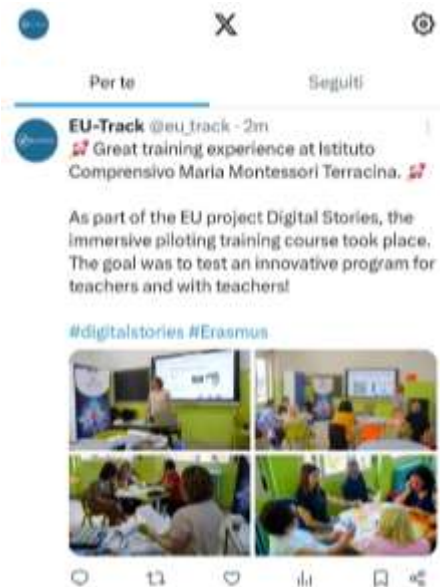 X
Per te Seguiti
EU-Track @eu_track · 2m
💅 Great training experience at Istituto
Comprensivo Maria Montessori Terracina. 💅
As part of the EU project Digital Stories, the
immersive piloting training course took place.
The goal was to test an innovative program for
teachers and with teachers!
#digitalstories #Erasmus